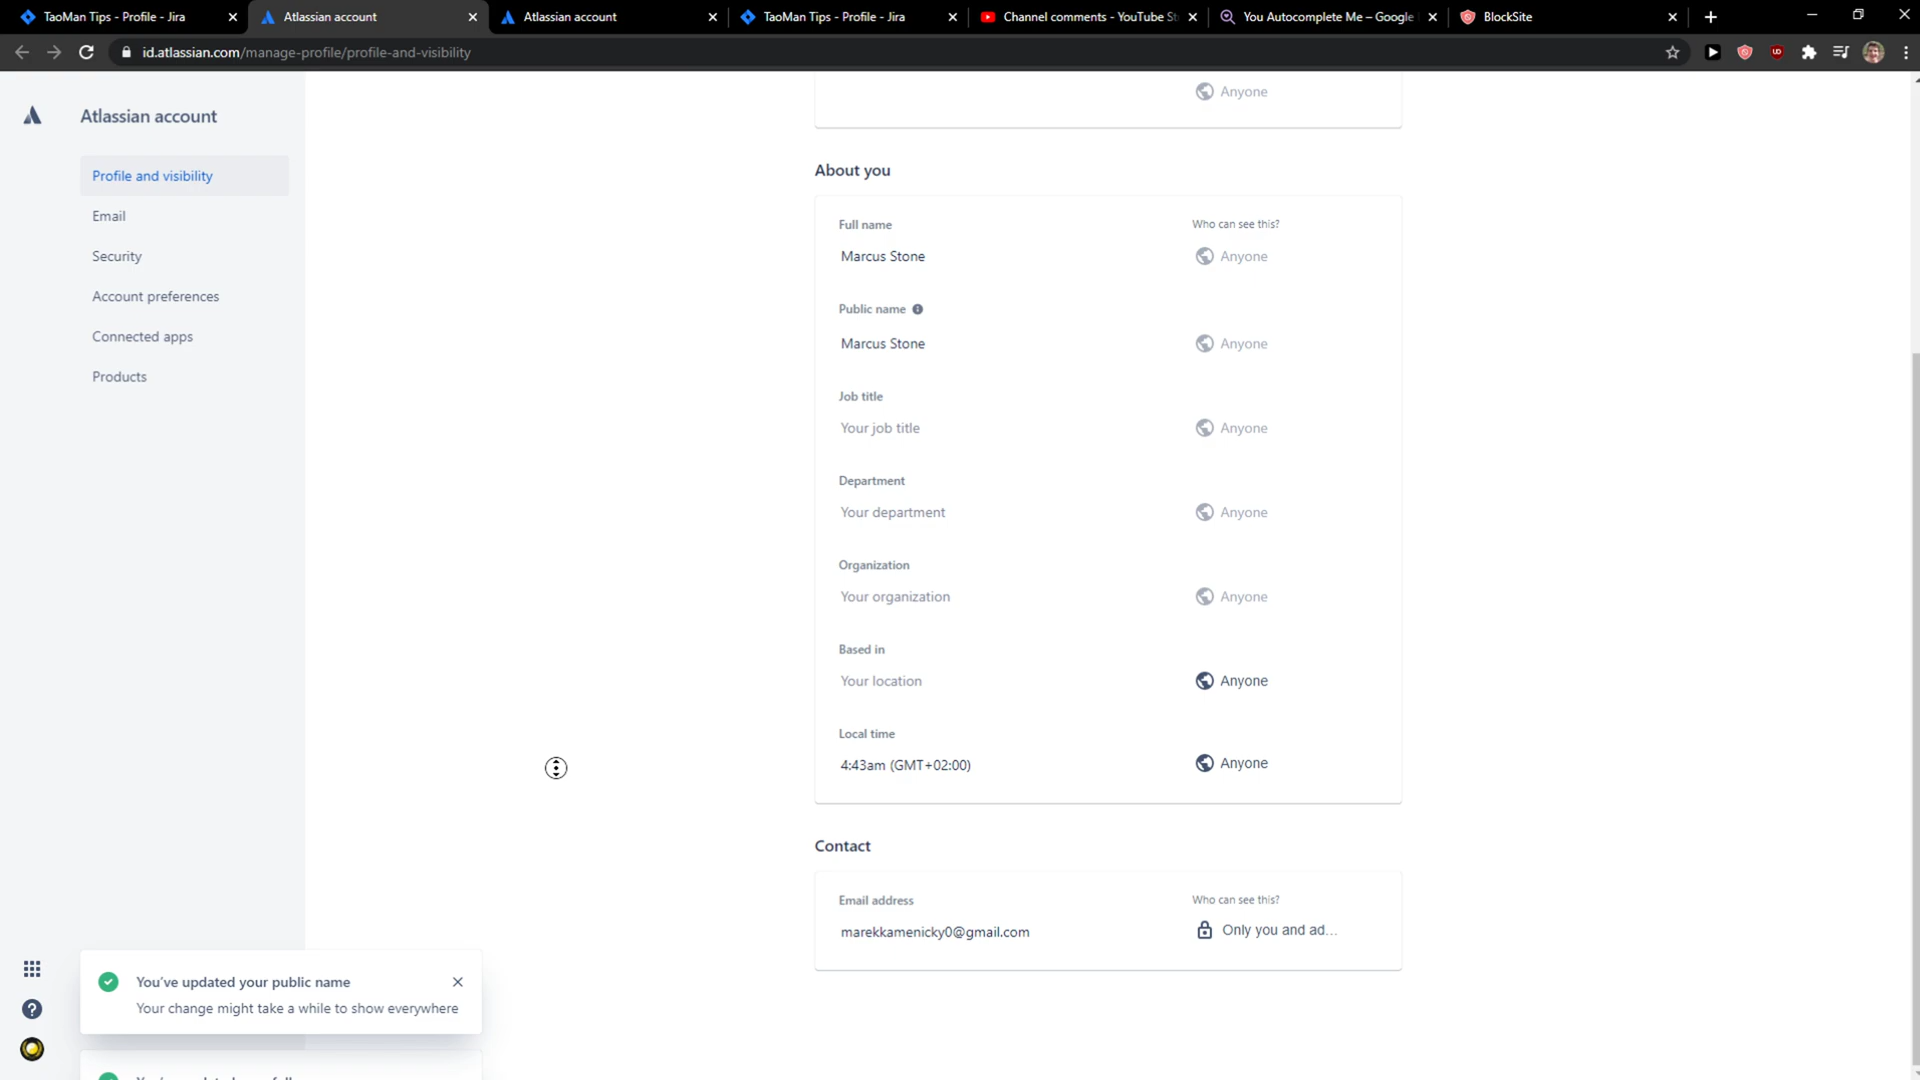 TaoMan Tips - Profile - Jira
Atlassian account
Atlassian account
TaoMan Tips - Profile - Jira
Channel comments - YouTube St
You Autocomplete Me – Google
BlockSite
id.atlassian.com/manage-profile/profile-and-visibility
Atlassian account
Profile and visibility
Email
Security
Account preferences
Connected apps
Products
Anyone
About you
Full name
Who can see this?
Marcus Stone
Anyone
Public name
Marcus Stone
Anyone
Job title
Your job title
Anyone
Department
Your department
Anyone
Organization
Your organization
Anyone
Based in
Your location
Anyone
Local time
4:43am (GMT+02:00)
Anyone
Contact
Email address
Who can see this?
marekkamenicky0@gmail.com
Only you and ad...
You've updated your public name
Your change might take a while to show everywhere